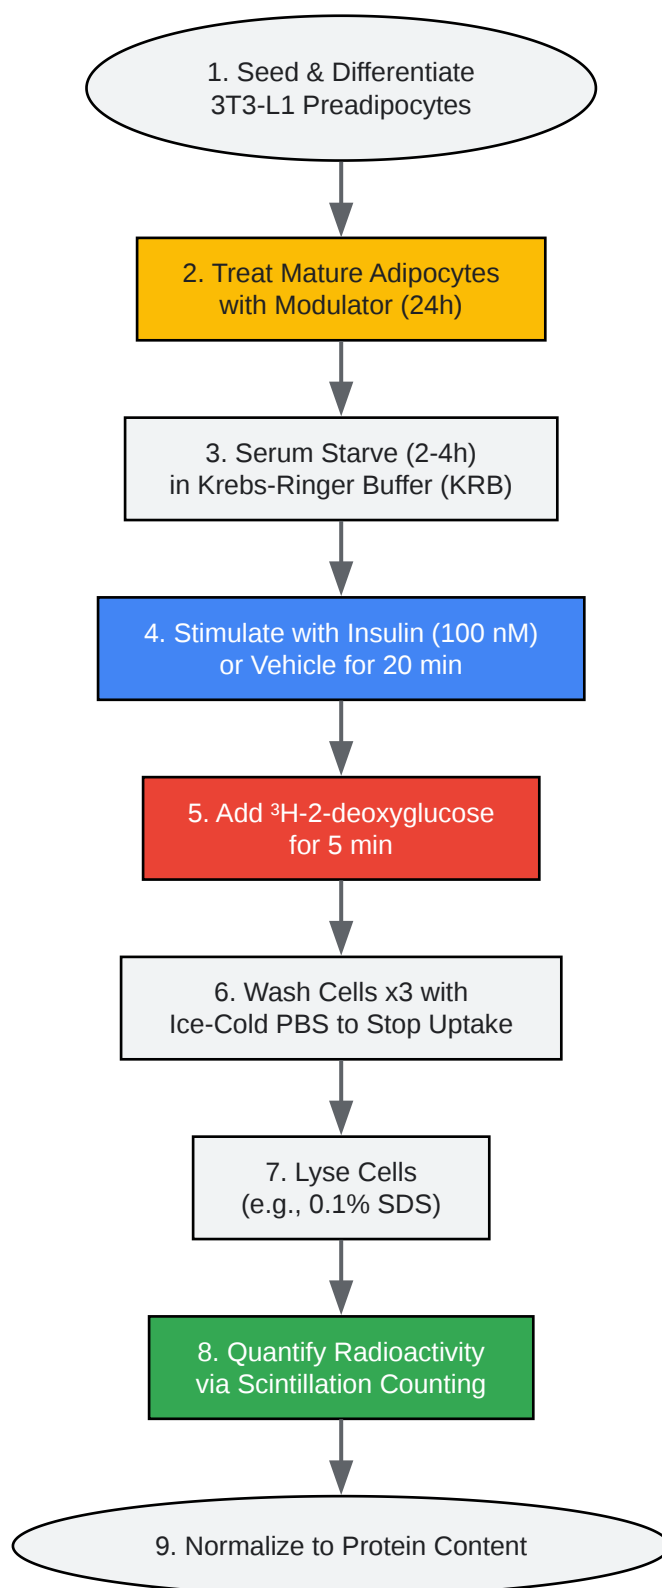 1. Seed & Differentiate
3T3-L1 Preadipocytes
2. Treat Mature Adipocytes
with Modulator (24h)
3. Serum Starve (2-4h)
in Krebs-Ringer Buffer (KRB)
4. Stimulate with Insulin (100 nM)
or Vehicle for 20 min
5. Add ³H-2-deoxyglucose
for 5 min
6. Wash Cells x3 with
Ice-Cold PBS to Stop Uptake
7. Lyse Cells
(e.g., 0.1% SDS)
8. Quantify Radioactivity
via Scintillation Counting
9. Normalize to Protein Content